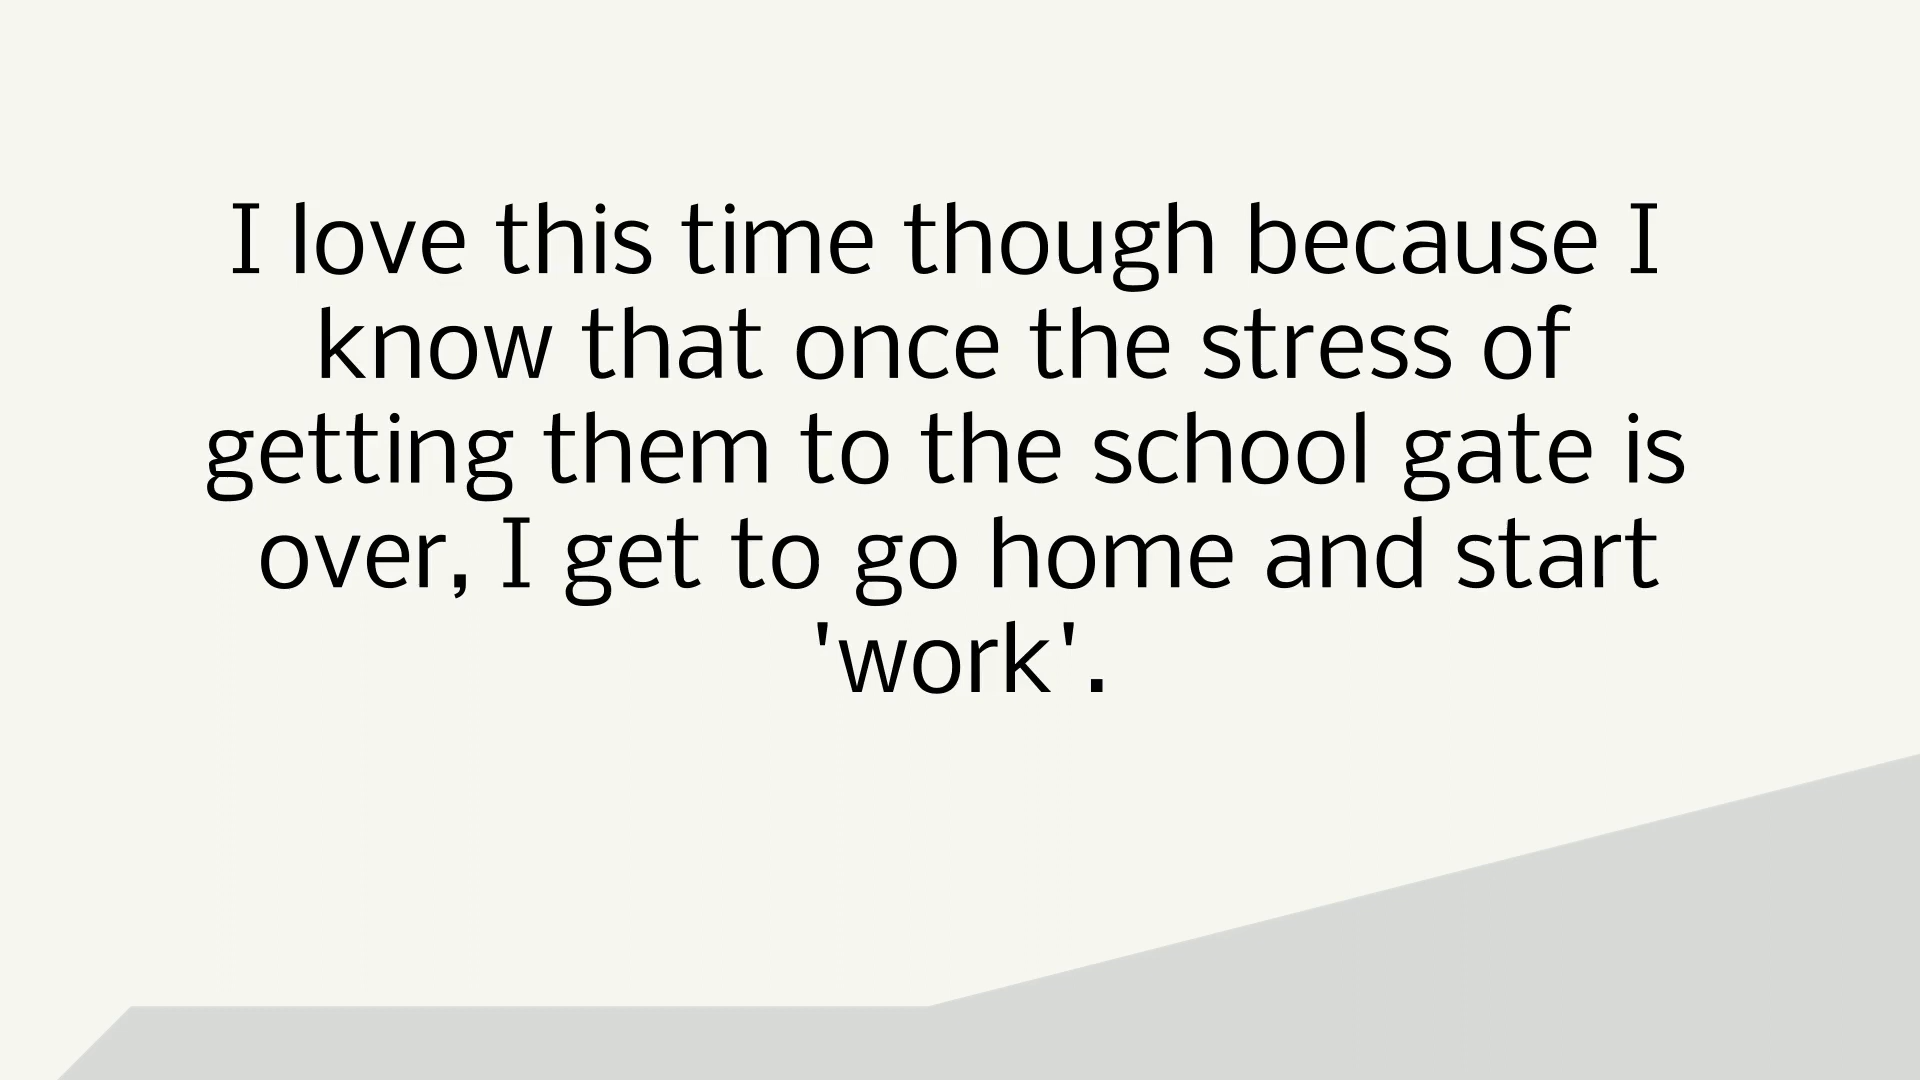 I love this time though because I
know that once the stress of
getting them to the school gate is
over, I get to go home and start
'work'.